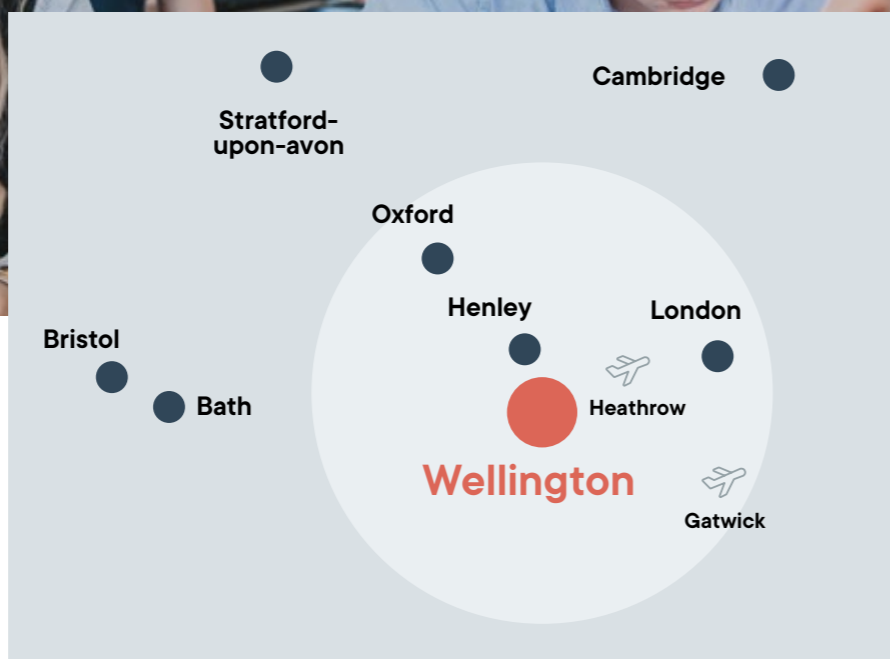 Cambridge
Stratford-
upon-avon
Oxford
Henley
London
Bristol
Bath
Heathrow
Wellington
Gatwick